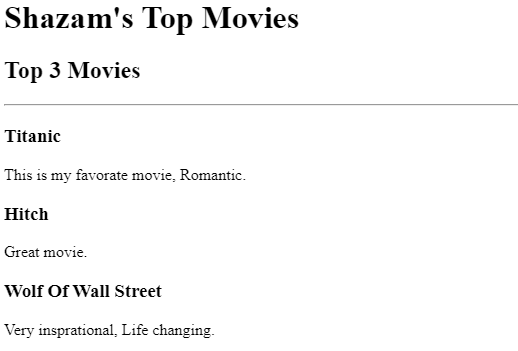 Shazam's Top Movies
Top 3 Movies
Titanic
This is my favorate movie, Romantic.
Hitch
Great movie.
Wolf Of Wall Street
Very insprational, Life changing.